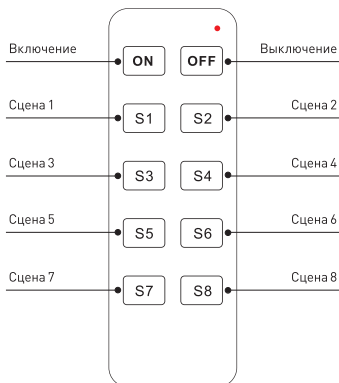 Включение ON OFF Выключение
Сцена 1 S1 S2 Сцена 2
Сцена 3 S3 S4 Сцена 4
Сцена 5 S5 S6 Сцена 6
Сцена 7 S7 S8 Сцена 8